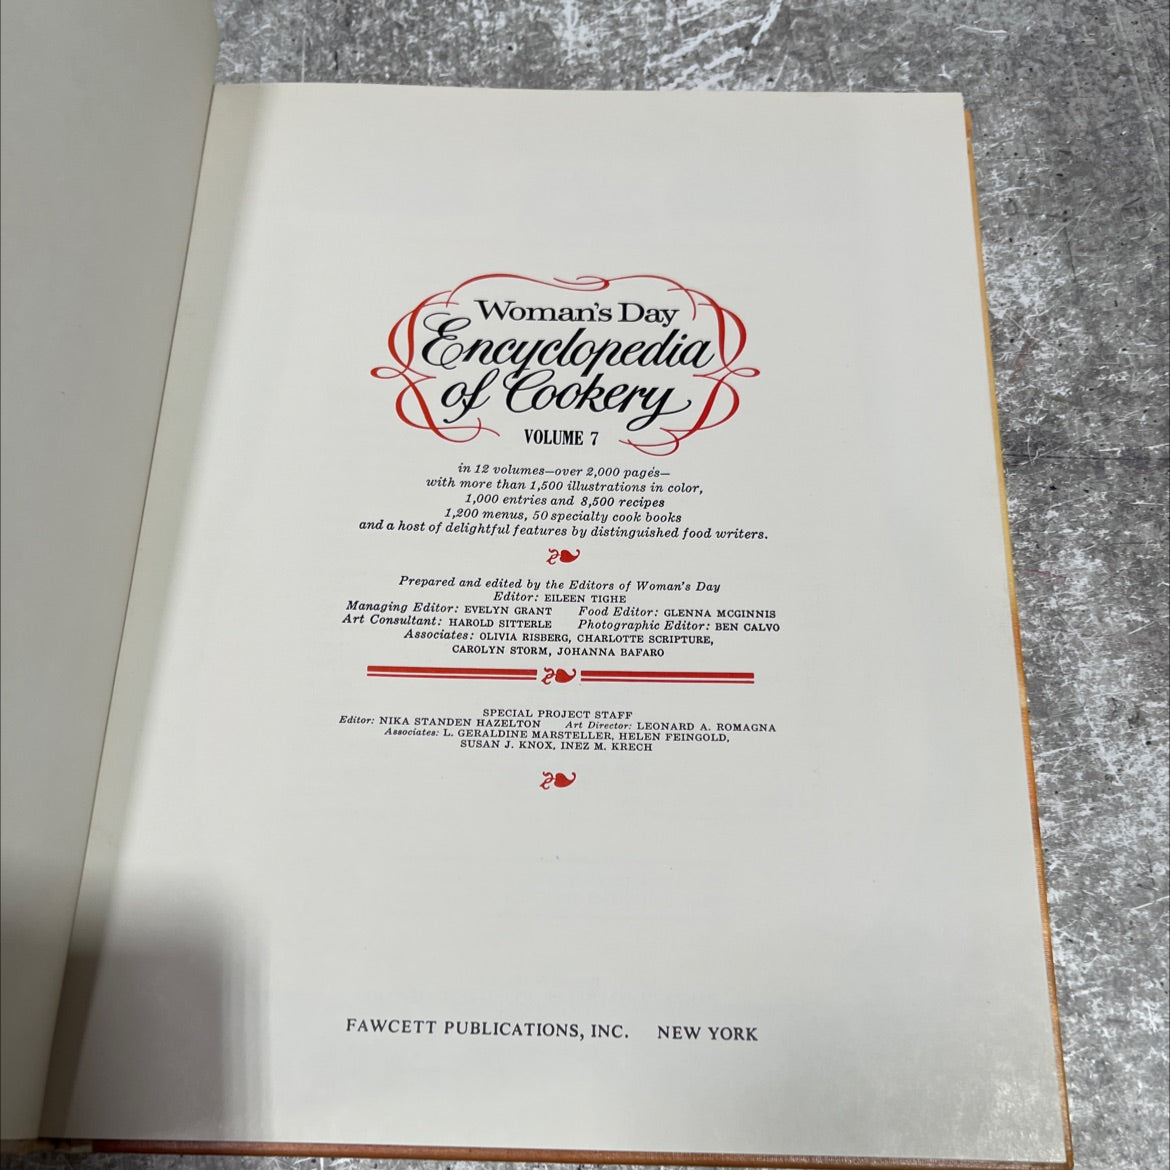 Woman's Day
Encyclopedia
of Cookery
VOLUME 7
in 12 volumes—over 2,000 pages—
with more than 1,500 illustrations in color,
1,000 entries and 8,500 recipes
1,200 menus, 50 specialty cook books
and a host of delightful features by distinguished food writers.
Prepared and edited by the Editors of Woman's Day
Editor: EILEEN TIGHE
Managing Editor: EVELYN GRANT Food Editor: GLENNA MCGINNIS
Art Consultant: HAROLD SITTERLE Photographic Editor: BEN CALVO
Associates: OLIVIA RISBERG, CHARLOTTE SCRIPTURE,
CAROLYN STORM, JOHANNA BAFARO
SPECIAL PROJECT STAFF
Editor: NIKA STANDEN HAZELTON Art Director: LEONARD A. ROMAGNA
Associates: L. GERALDINE MARSTELLER, HELEN FEINGOLD,
SUSAN J. KNOX, INEZ M. KRECH
FAWCETT PUBLICATIONS, INC. NEW YORK